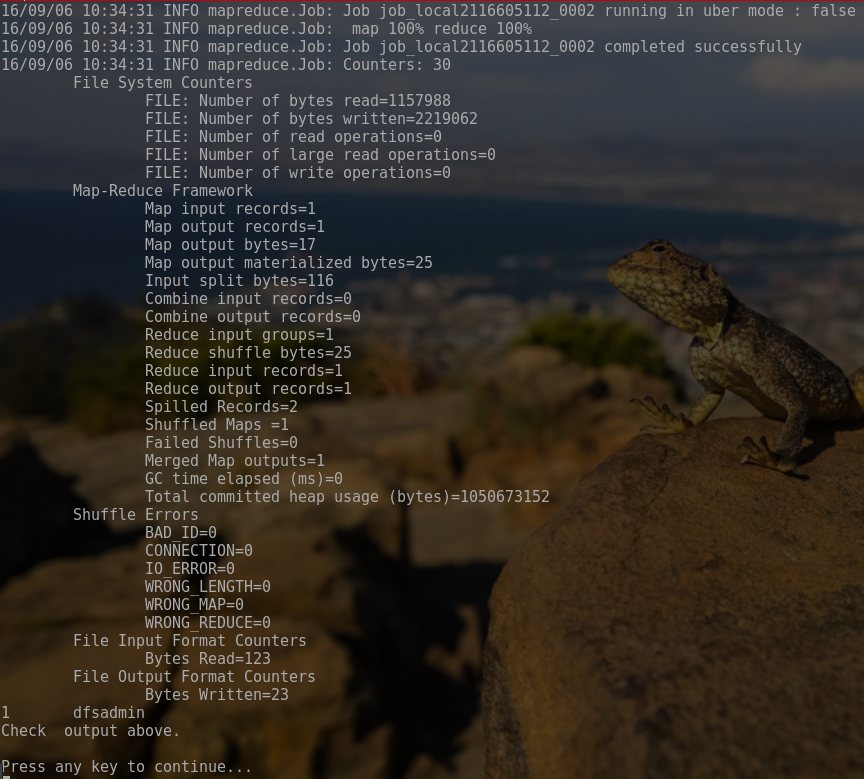 16/09/06 10:34:31 INFO mapreduce.Job: Job job_local2116605112_0002 running in uber mode : false
16/09/06 10:34:31 INFO mapreduce.Job:  map 100% reduce 100%
16/09/06 10:34:31 INFO mapreduce.Job: Job job_local2116605112_0002 completed successfully
16/09/06 10:34:31 INFO mapreduce.Job: Counters: 30
        File System Counters
                FILE: Number of bytes read=1157988
                FILE: Number of bytes written=2219062
                FILE: Number of read operations=0
                FILE: Number of large read operations=0
                FILE: Number of write operations=0
        Map-Reduce Framework
                Map input records=1
                Map output records=1
                Map output bytes=17
                Map output materialized bytes=25
                Input split bytes=116
                Combine input records=0
                Combine output records=0
                Reduce input groups=1
                Reduce shuffle bytes=25
                Reduce input records=1
                Reduce output records=1
                Spilled Records=2
                Shuffled Maps =1
                Failed Shuffles=0
                Merged Map outputs=1
                GC time elapsed (ms)=0
                Total committed heap usage (bytes)=1050673152
        Shuffle Errors
                BAD_ID=0
                CONNECTION=0
                IO_ERROR=0
                WRONG_LENGTH=0
                WRONG_MAP=0
                WRONG_REDUCE=0
        File Input Format Counters
                Bytes Read=123
        File Output Format Counters
                Bytes Written=23
1       dfsadmin
Check  output above.

Press any key to continue...